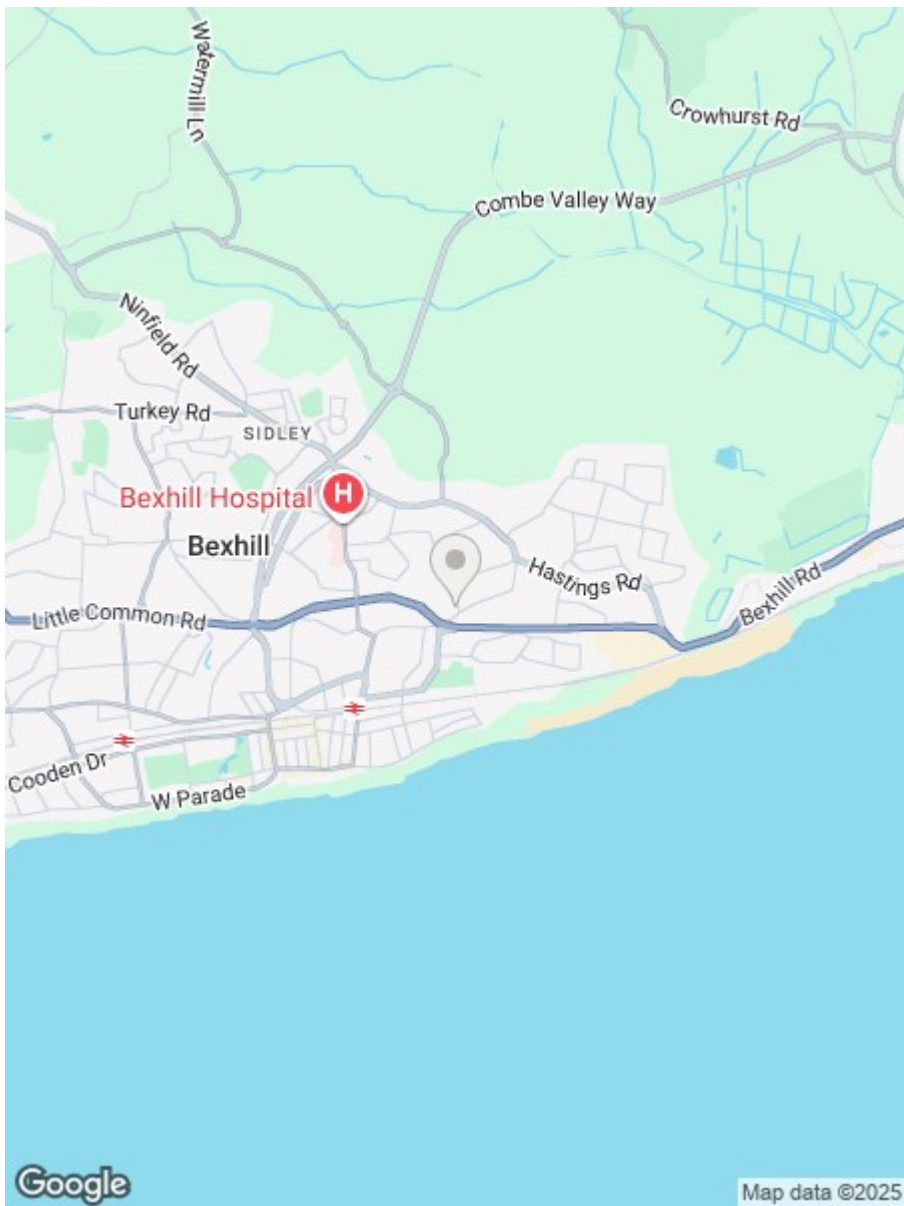 Watermill Ln
Crowhurst Rd
Combe Valley Way
Ninfield Rd
Turkey Rd
SIDLEY
Bexhill Hospital
H
Bexhill
Hastings Rd
Bexhill Rd
Little Common Rd
Cooden Dr
W Parade
Google
Map data ©2025